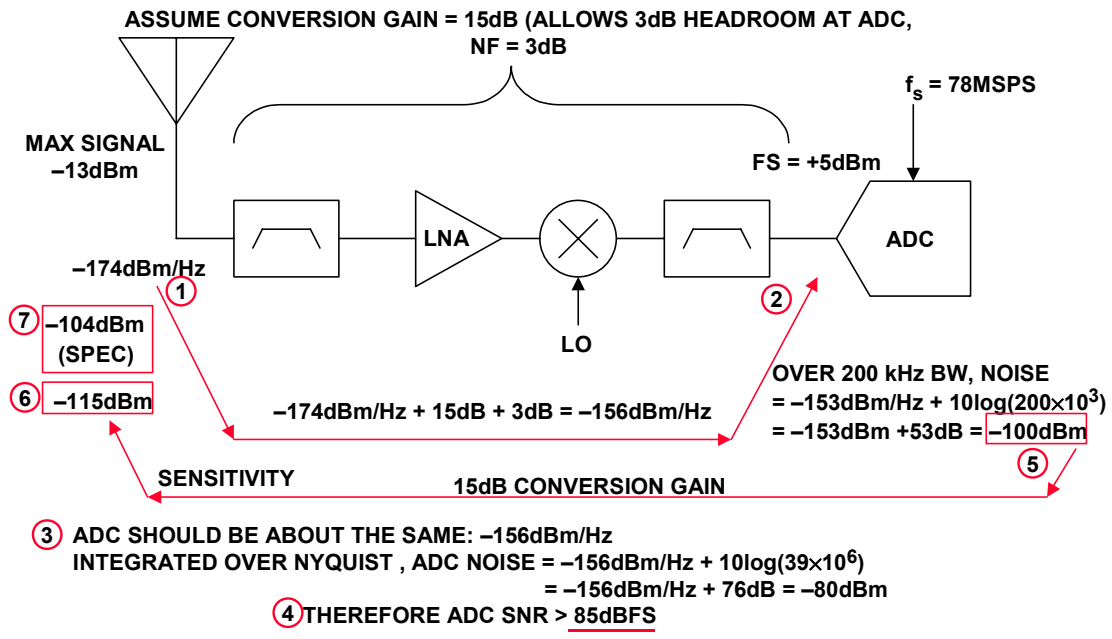 ASSUME CONVERSION GAIN = 15dB (ALLOWS 3dB HEADROOM AT ADC,
NF = 3dB
f_s = 78MSPS
MAX SIGNAL
–13dBm
FS = +5dBm
LNA
ADC
–174dBm/Hz
1
2
7 –104dBm
(SPEC)
LO
6 –115dBm
OVER 200 kHz BW, NOISE
= –153dBm/Hz + 10log(200×10³)
= –153dBm +53dB = –100dBm
–174dBm/Hz + 15dB + 3dB = –156dBm/Hz
5
SENSITIVITY
15dB CONVERSION GAIN
3 ADC SHOULD BE ABOUT THE SAME: –156dBm/Hz
INTEGRATED OVER NYQUIST , ADC NOISE = –156dBm/Hz + 10log(39×10⁶)
= –156dBm/Hz + 76dB = –80dBm
4 THEREFORE ADC SNR > 85dBFS